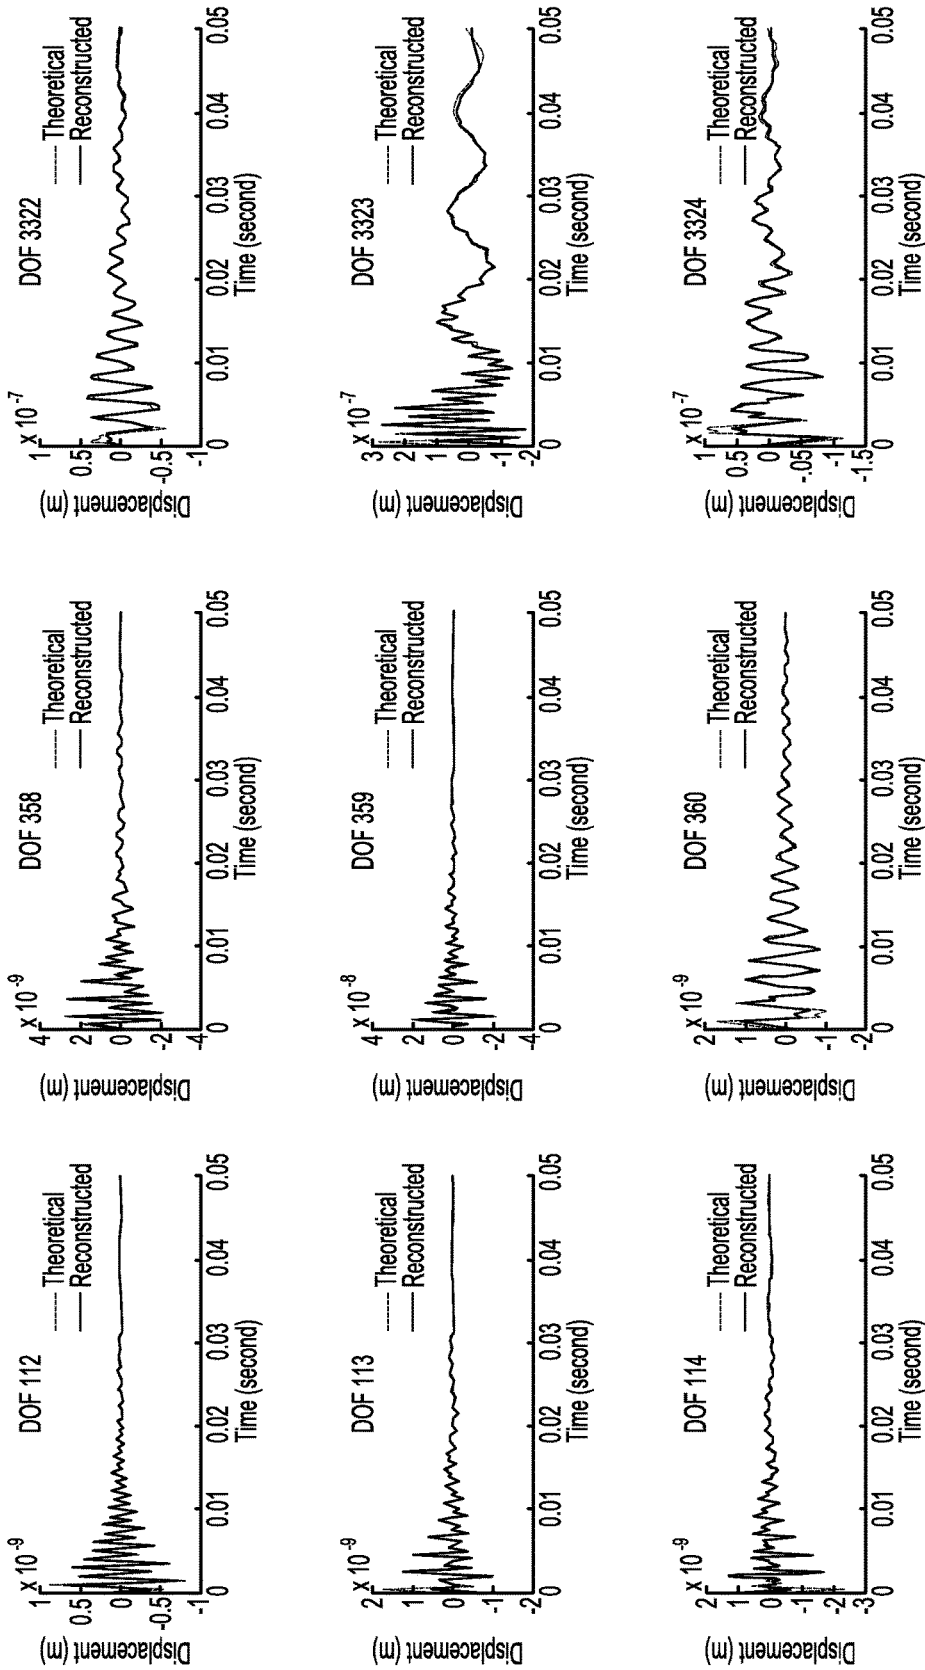 DOF 112
x 10⁻⁹
Displacement
(m)
1
0.5
0
-0.5
-1
Theoretical
Reconstructed
0 0.01 0.02 0.03 0.04 0.05
Time (second)
DOF 358
x 10⁻⁹
Displacement
(m)
4
2
0
-2
-4
Theoretical
Reconstructed
0 0.01 0.02 0.03 0.04 0.05
Time (second)
DOF 3322
x 10⁻⁷
Displacement
(m)
1
0.5
0
-0.5
-1
Theoretical
Reconstructed
0 0.01 0.02 0.03 0.04 0.05
Time (second)
DOF 113
x 10⁻⁹
Displacement
(m)
2
1
0
-1
-2
Theoretical
Reconstructed
0 0.01 0.02 0.03 0.04 0.05
Time (second)
DOF 359
x 10⁻⁸
Displacement
(m)
4
2
0
-2
-4
Theoretical
Reconstructed
0 0.01 0.02 0.03 0.04 0.05
Time (second)
DOF 3323
x 10⁻⁷
Displacement
(m)
3
2
1
0
-1
-2
Theoretical
Reconstructed
0 0.01 0.02 0.03 0.04 0.05
Time (second)
DOF 114
x 10⁻⁹
Displacement
(m)
2
1
0
-1
-2
-3
Theoretical
Reconstructed
0 0.01 0.02 0.03 0.04 0.05
Time (second)
DOF 360
x 10⁻⁹
Displacement
(m)
2
1
0
-1
-2
Theoretical
Reconstructed
0 0.01 0.02 0.03 0.04 0.05
Time (second)
DOF 3324
x 10⁻⁷
Displacement
(m)
1
0.5
0
-.05
-1
-1.5
Theoretical
Reconstructed
0 0.01 0.02 0.03 0.04 0.05
Time (second)